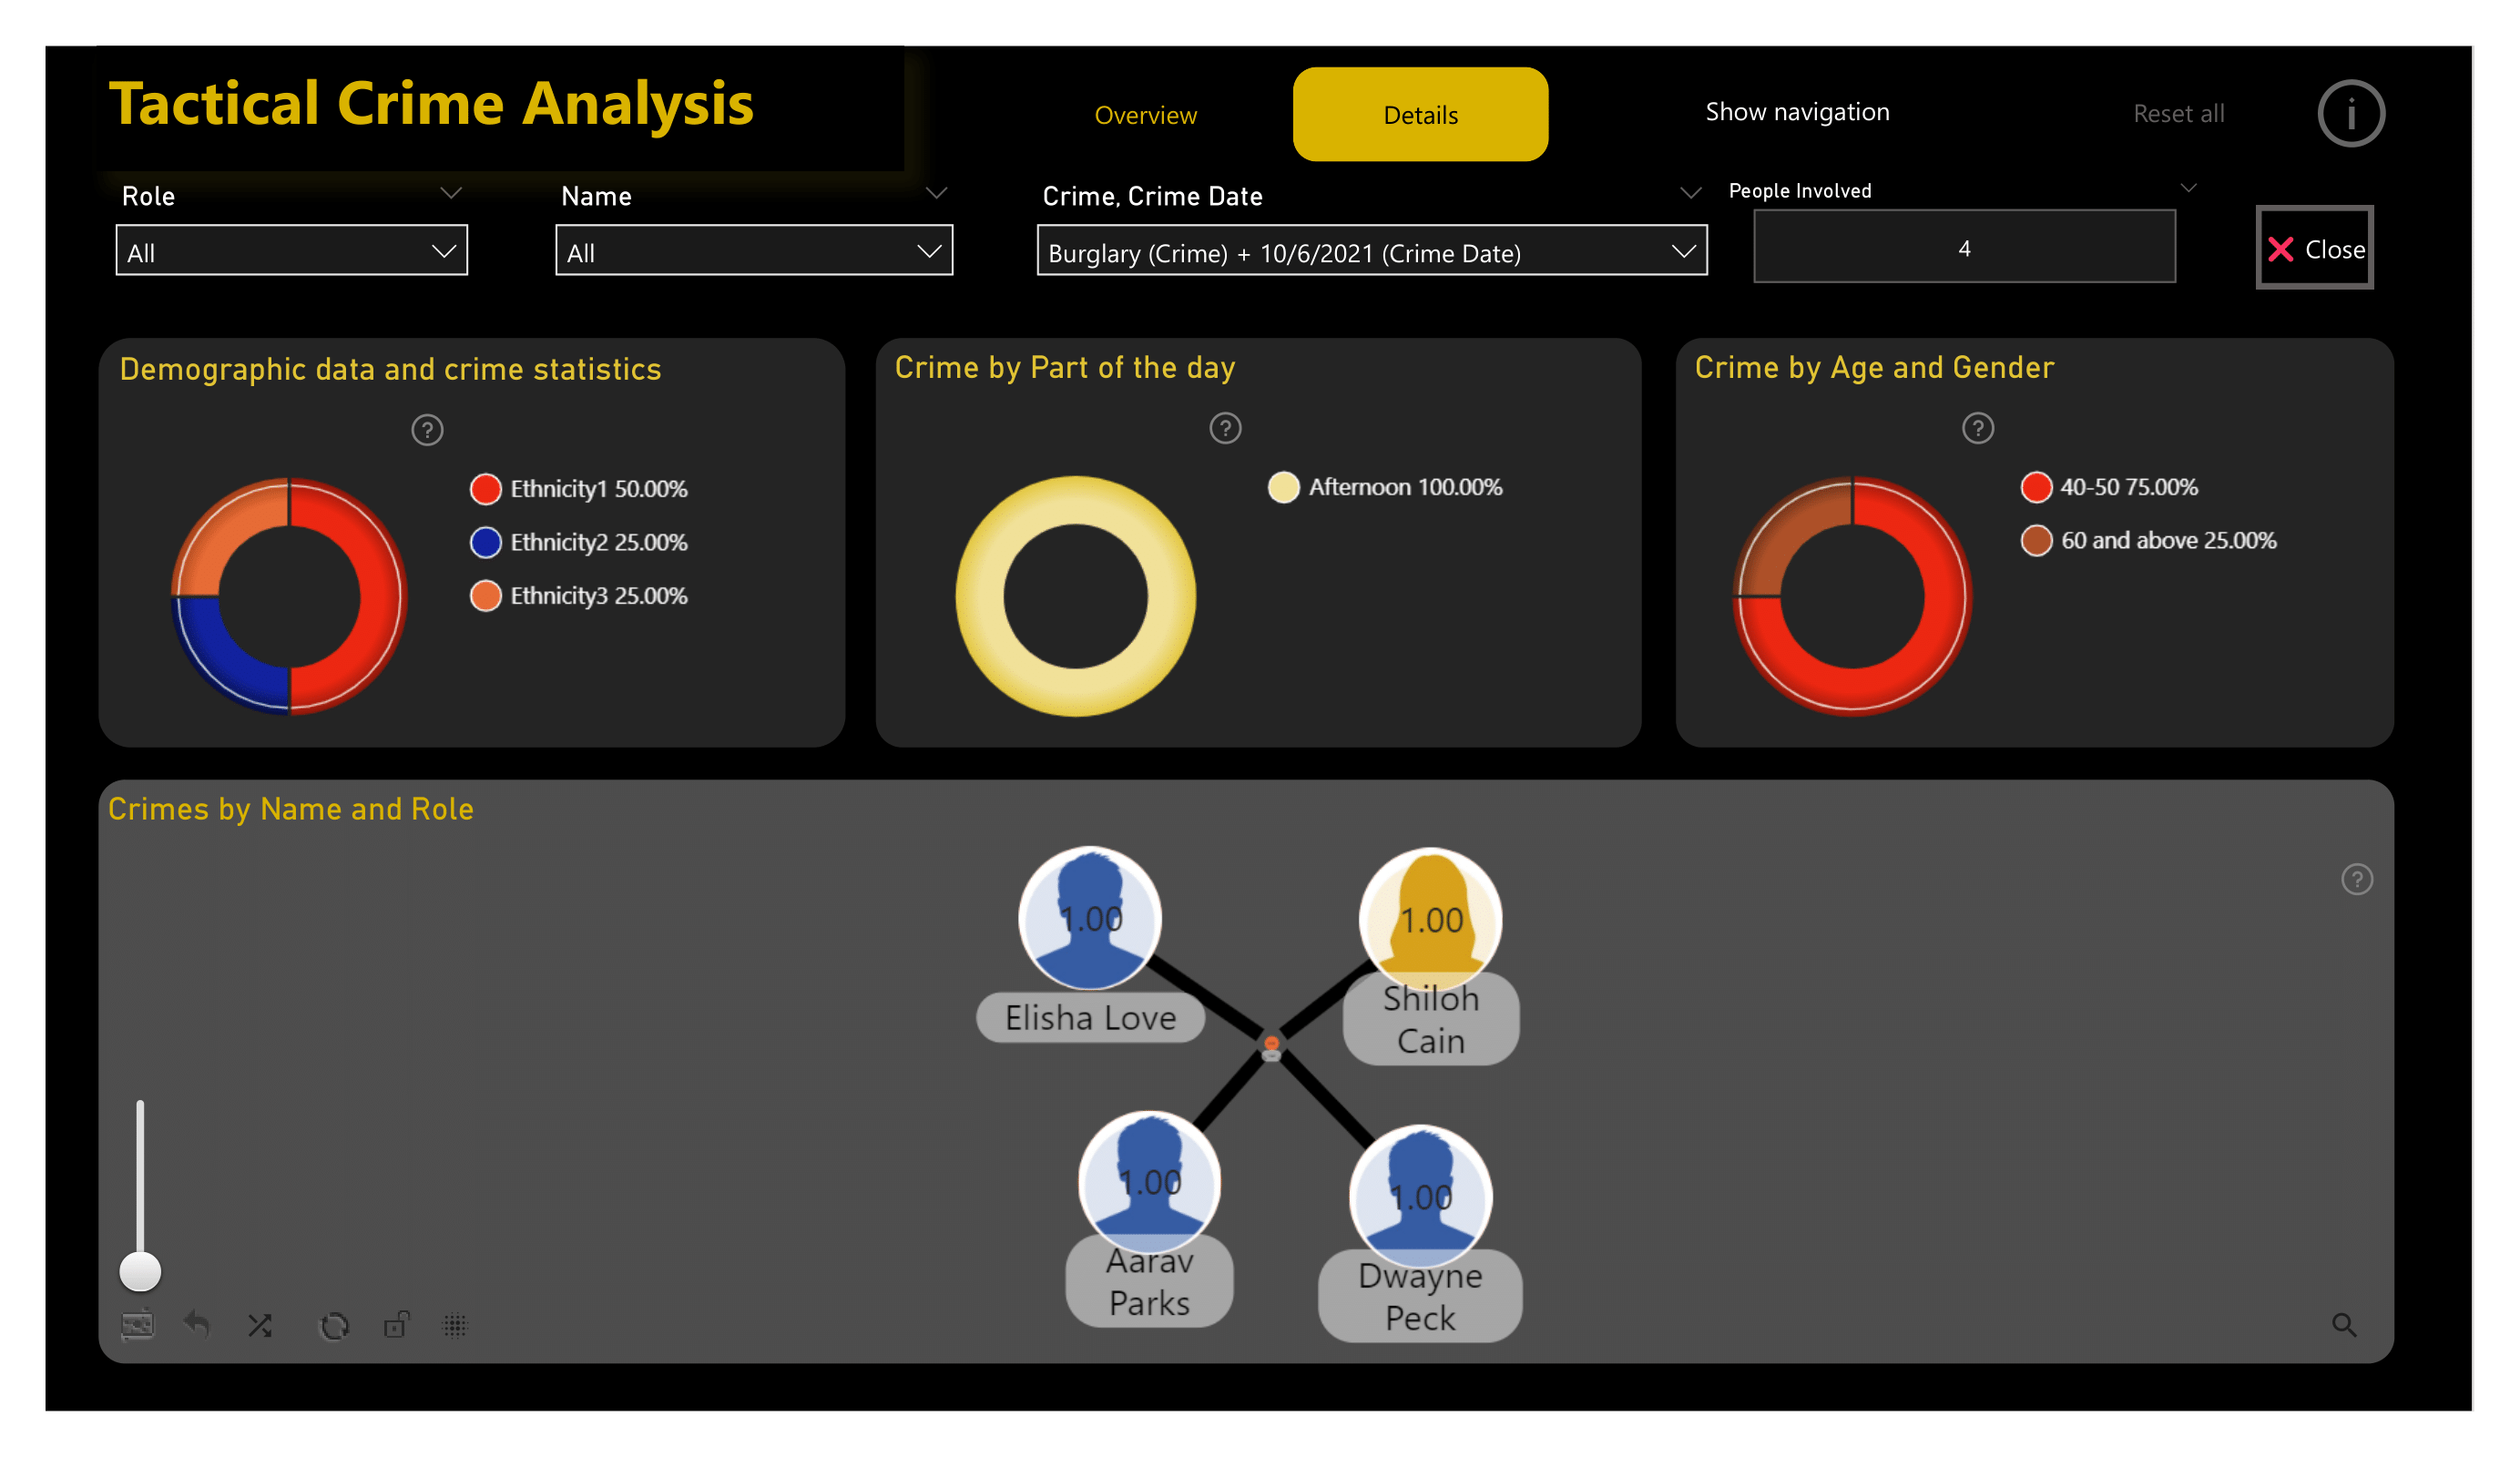 Tactical Crime Analysis
Overview
Details
Show navigation
Reset all
i
Role
Name
Crime, Crime Date
People Involved
All
All
Burglary (Crime) + 10/6/2021 (Crime Date)
4
Close
Demographic data and crime statistics
?
Ethnicity1 50.00%
Ethnicity2 25.00%
Ethnicity3 25.00%
Crime by Part of the day
?
Afternoon 100.00%
Crime by Age and Gender
?
40-50 75.00%
60 and above 25.00%
Crimes by Name and Role
?
1.00
Elisha Love
1.00
Shiloh
Cain
1.00
Aarav
Parks
1.00
Dwayne
Peck